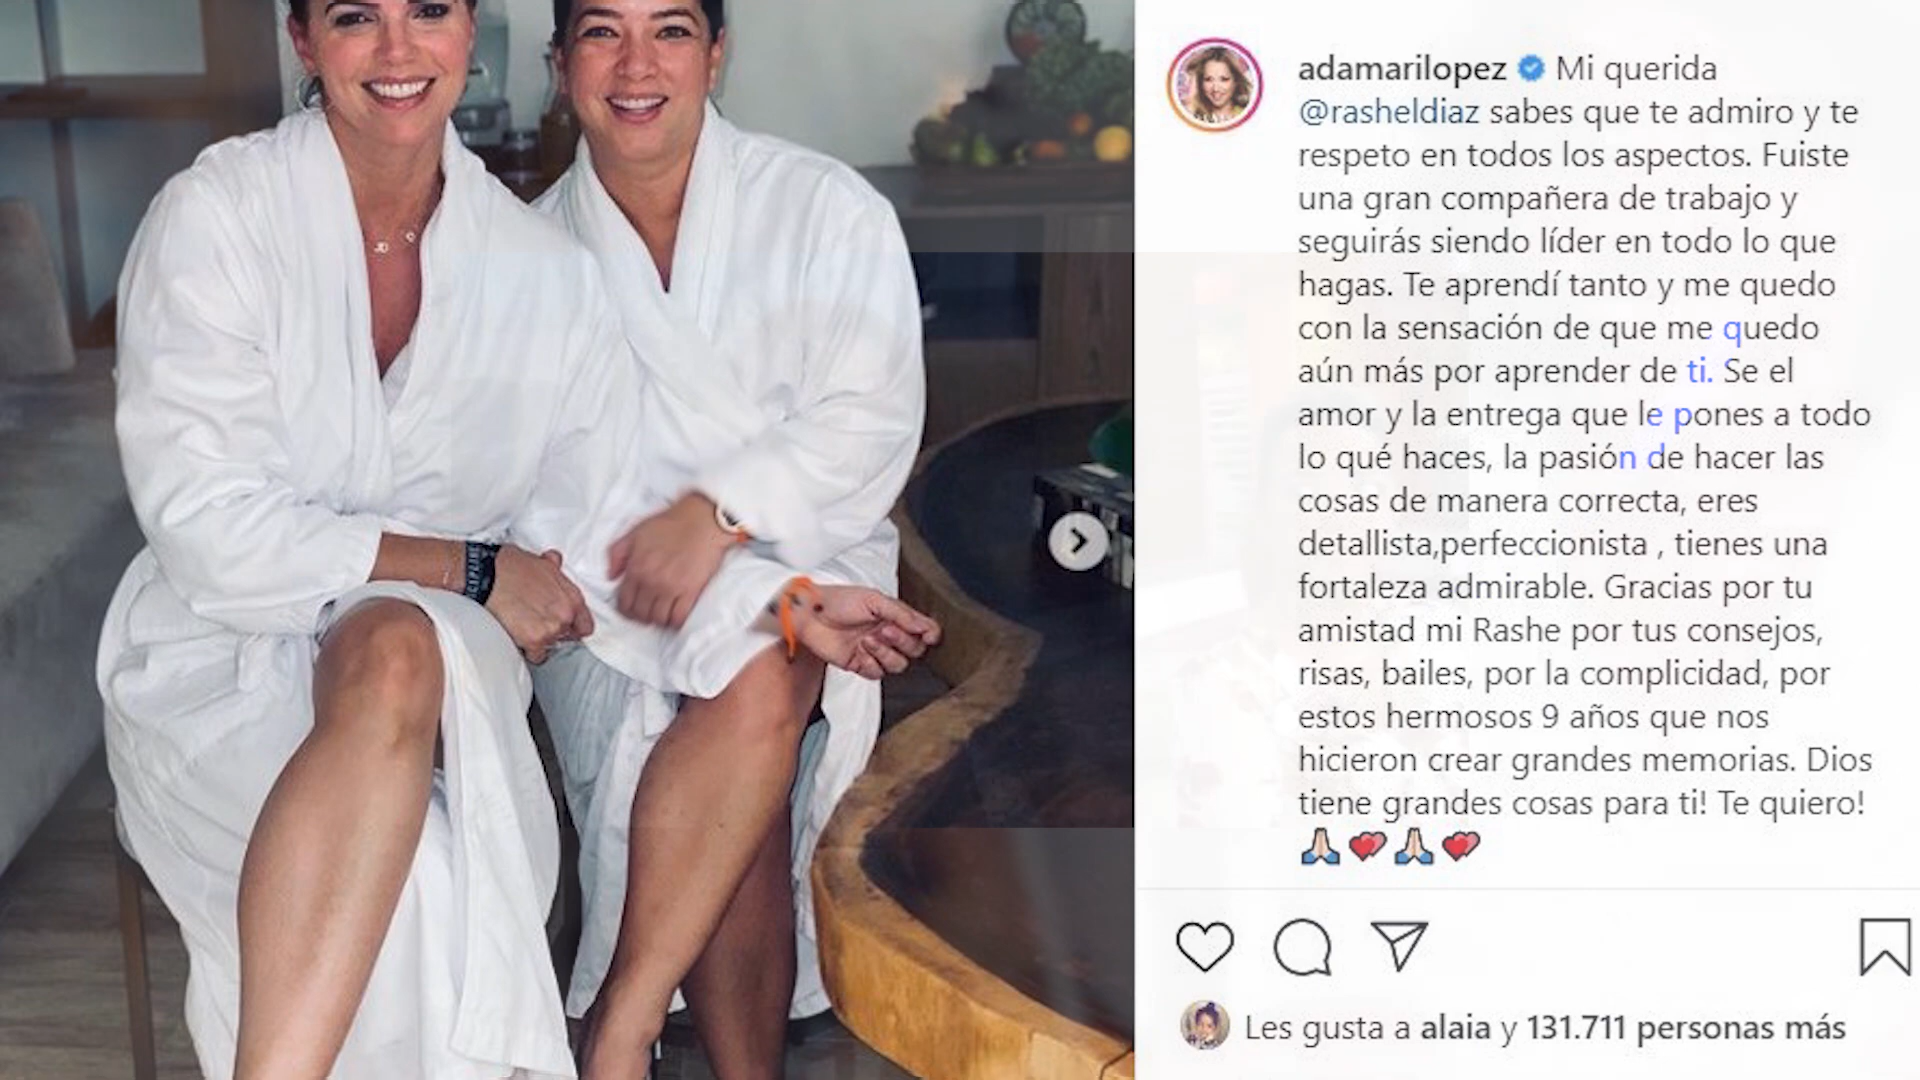 adamarilopez Mi querida
@rasheldiaz sabes que te admiro y te
respeto en todos los aspectos. Fuiste
una gran compañera de trabajo y
seguirás siendo líder en todo lo que
hagas. Te aprendí tanto y me quedo
con la sensación de que me quedo
aún más por aprender de ti. Se el
amor y la entrega que le pones a todo
lo qué haces, la pasión de hacer las
cosas de manera correcta, eres
detallista,perfeccionista , tienes una
fortaleza admirable. Gracias por tu
amistad mi Rashe por tus consejos,
risas, bailes, por la complicidad, por
estos hermosos 9 años que nos
hicieron crear grandes memorias. Dios
tiene grandes cosas para ti! Te quiero!
🙏🏻💕🙏🏻💕
Les gusta a alaia y 131.711 personas más